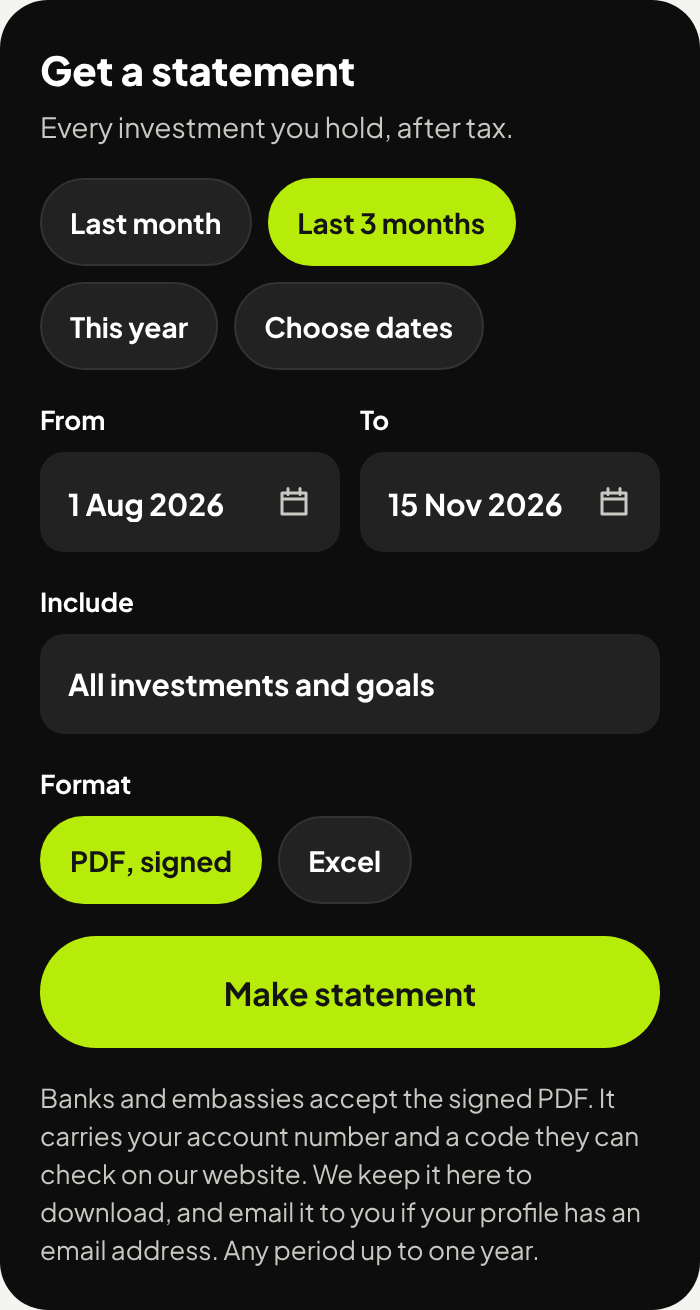 Get a statement
Every investment you hold, after tax.
Last month
Last 3 months
This year
Choose dates
From
To
1 Aug 2026
15 Nov 2026
Include
All investments and goals
Format
PDF, signed
Excel
Make statement
Banks and embassies accept the signed PDF. It
carries your account number and a code they can
check on our website. We keep it here to
download, and email it to you if your profile has an
email address. Any period up to one year.